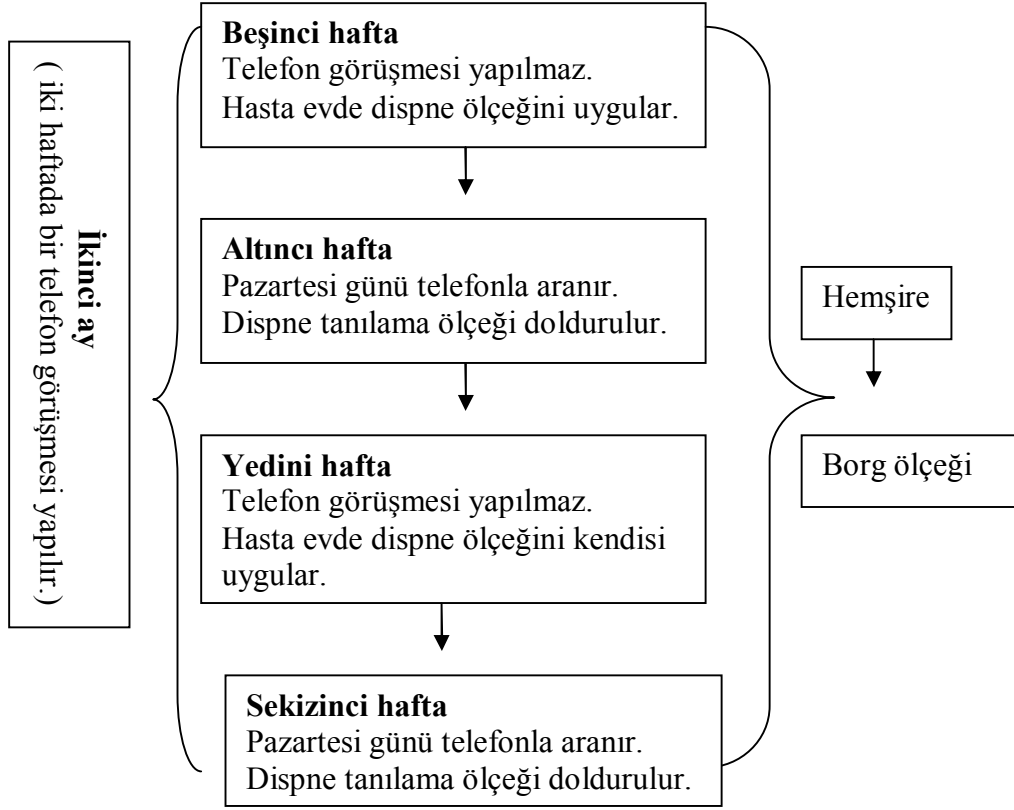 İkinci ay
( iki haftada bir telefon görüşmesi yapılır.)
Beşinci hafta
Telefon görüşmesi yapılmaz.
Hasta evde dispne ölçeğini uygular.
Altıncı hafta
Pazartesi günü telefonla aranır.
Dispne tanılama ölçeği doldurulur.
Yedini hafta
Telefon görüşmesi yapılmaz.
Hasta evde dispne ölçeğini kendisi
uygular.
Sekizinci hafta
Pazartesi günü telefonla aranır.
Dispne tanılama ölçeği doldurulur.
Hemşire
Borg ölçeği